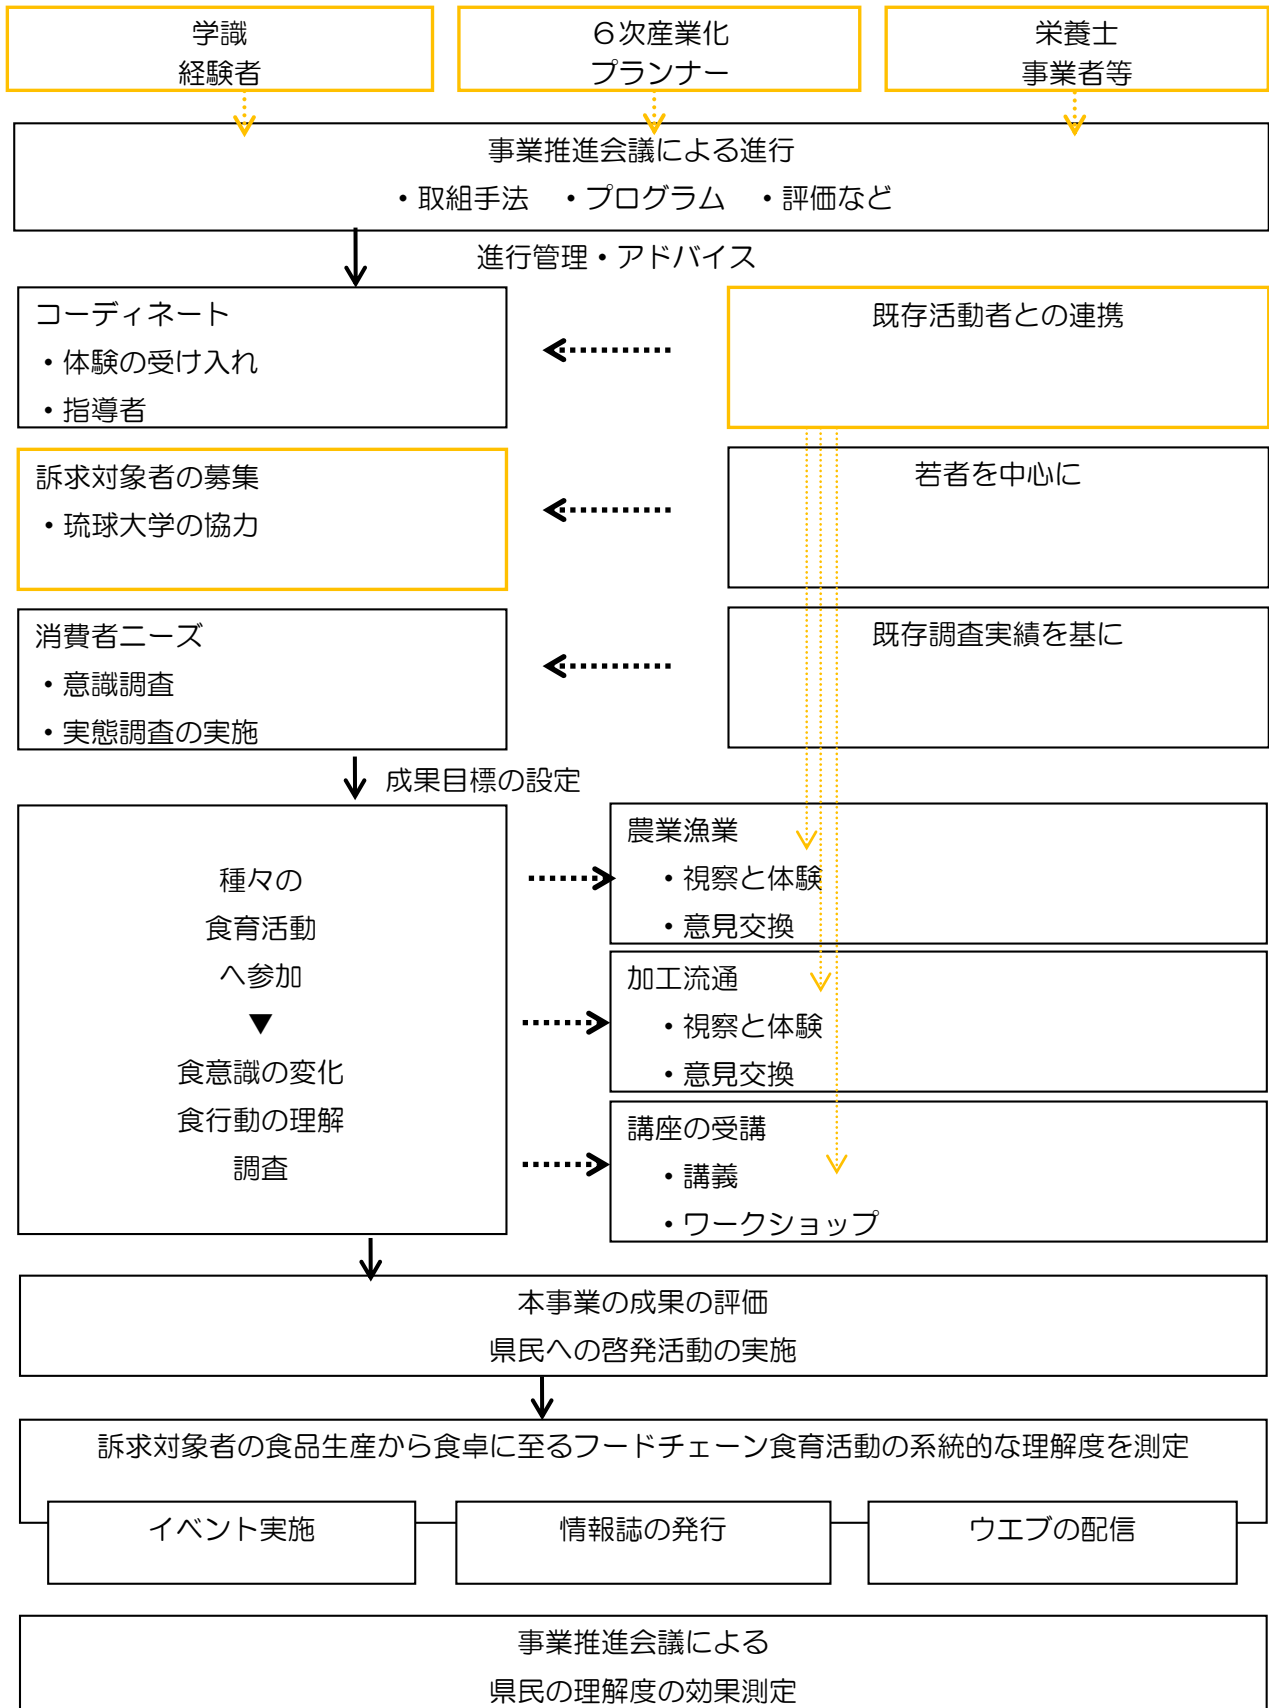 学識
経験者
６次産業化
プランナー
栄養士
事業者等
事業推進会議による進行
・取組手法　・プログラム　・評価など
進行管理・アドバイス
コーディネート
・体験の受け入れ
・指導者
既存活動者との連携
訴求対象者の募集
・琉球大学の協力
若者を中心に
消費者ニーズ
・意識調査
・実態調査の実施
既存調査実績を基に
成果目標の設定
種々の
食育活動
へ参加
▼
食意識の変化
食行動の理解
調査
農業漁業
・視察と体験
・意見交換
加工流通
・視察と体験
・意見交換
講座の受講
・講義
・ワークショップ
本事業の成果の評価
県民への啓発活動の実施
訴求対象者の食品生産から食卓に至るフードチェーン食育活動の系統的な理解度を測定
イベント実施
情報誌の発行
ウエブの配信
事業推進会議による
県民の理解度の効果測定